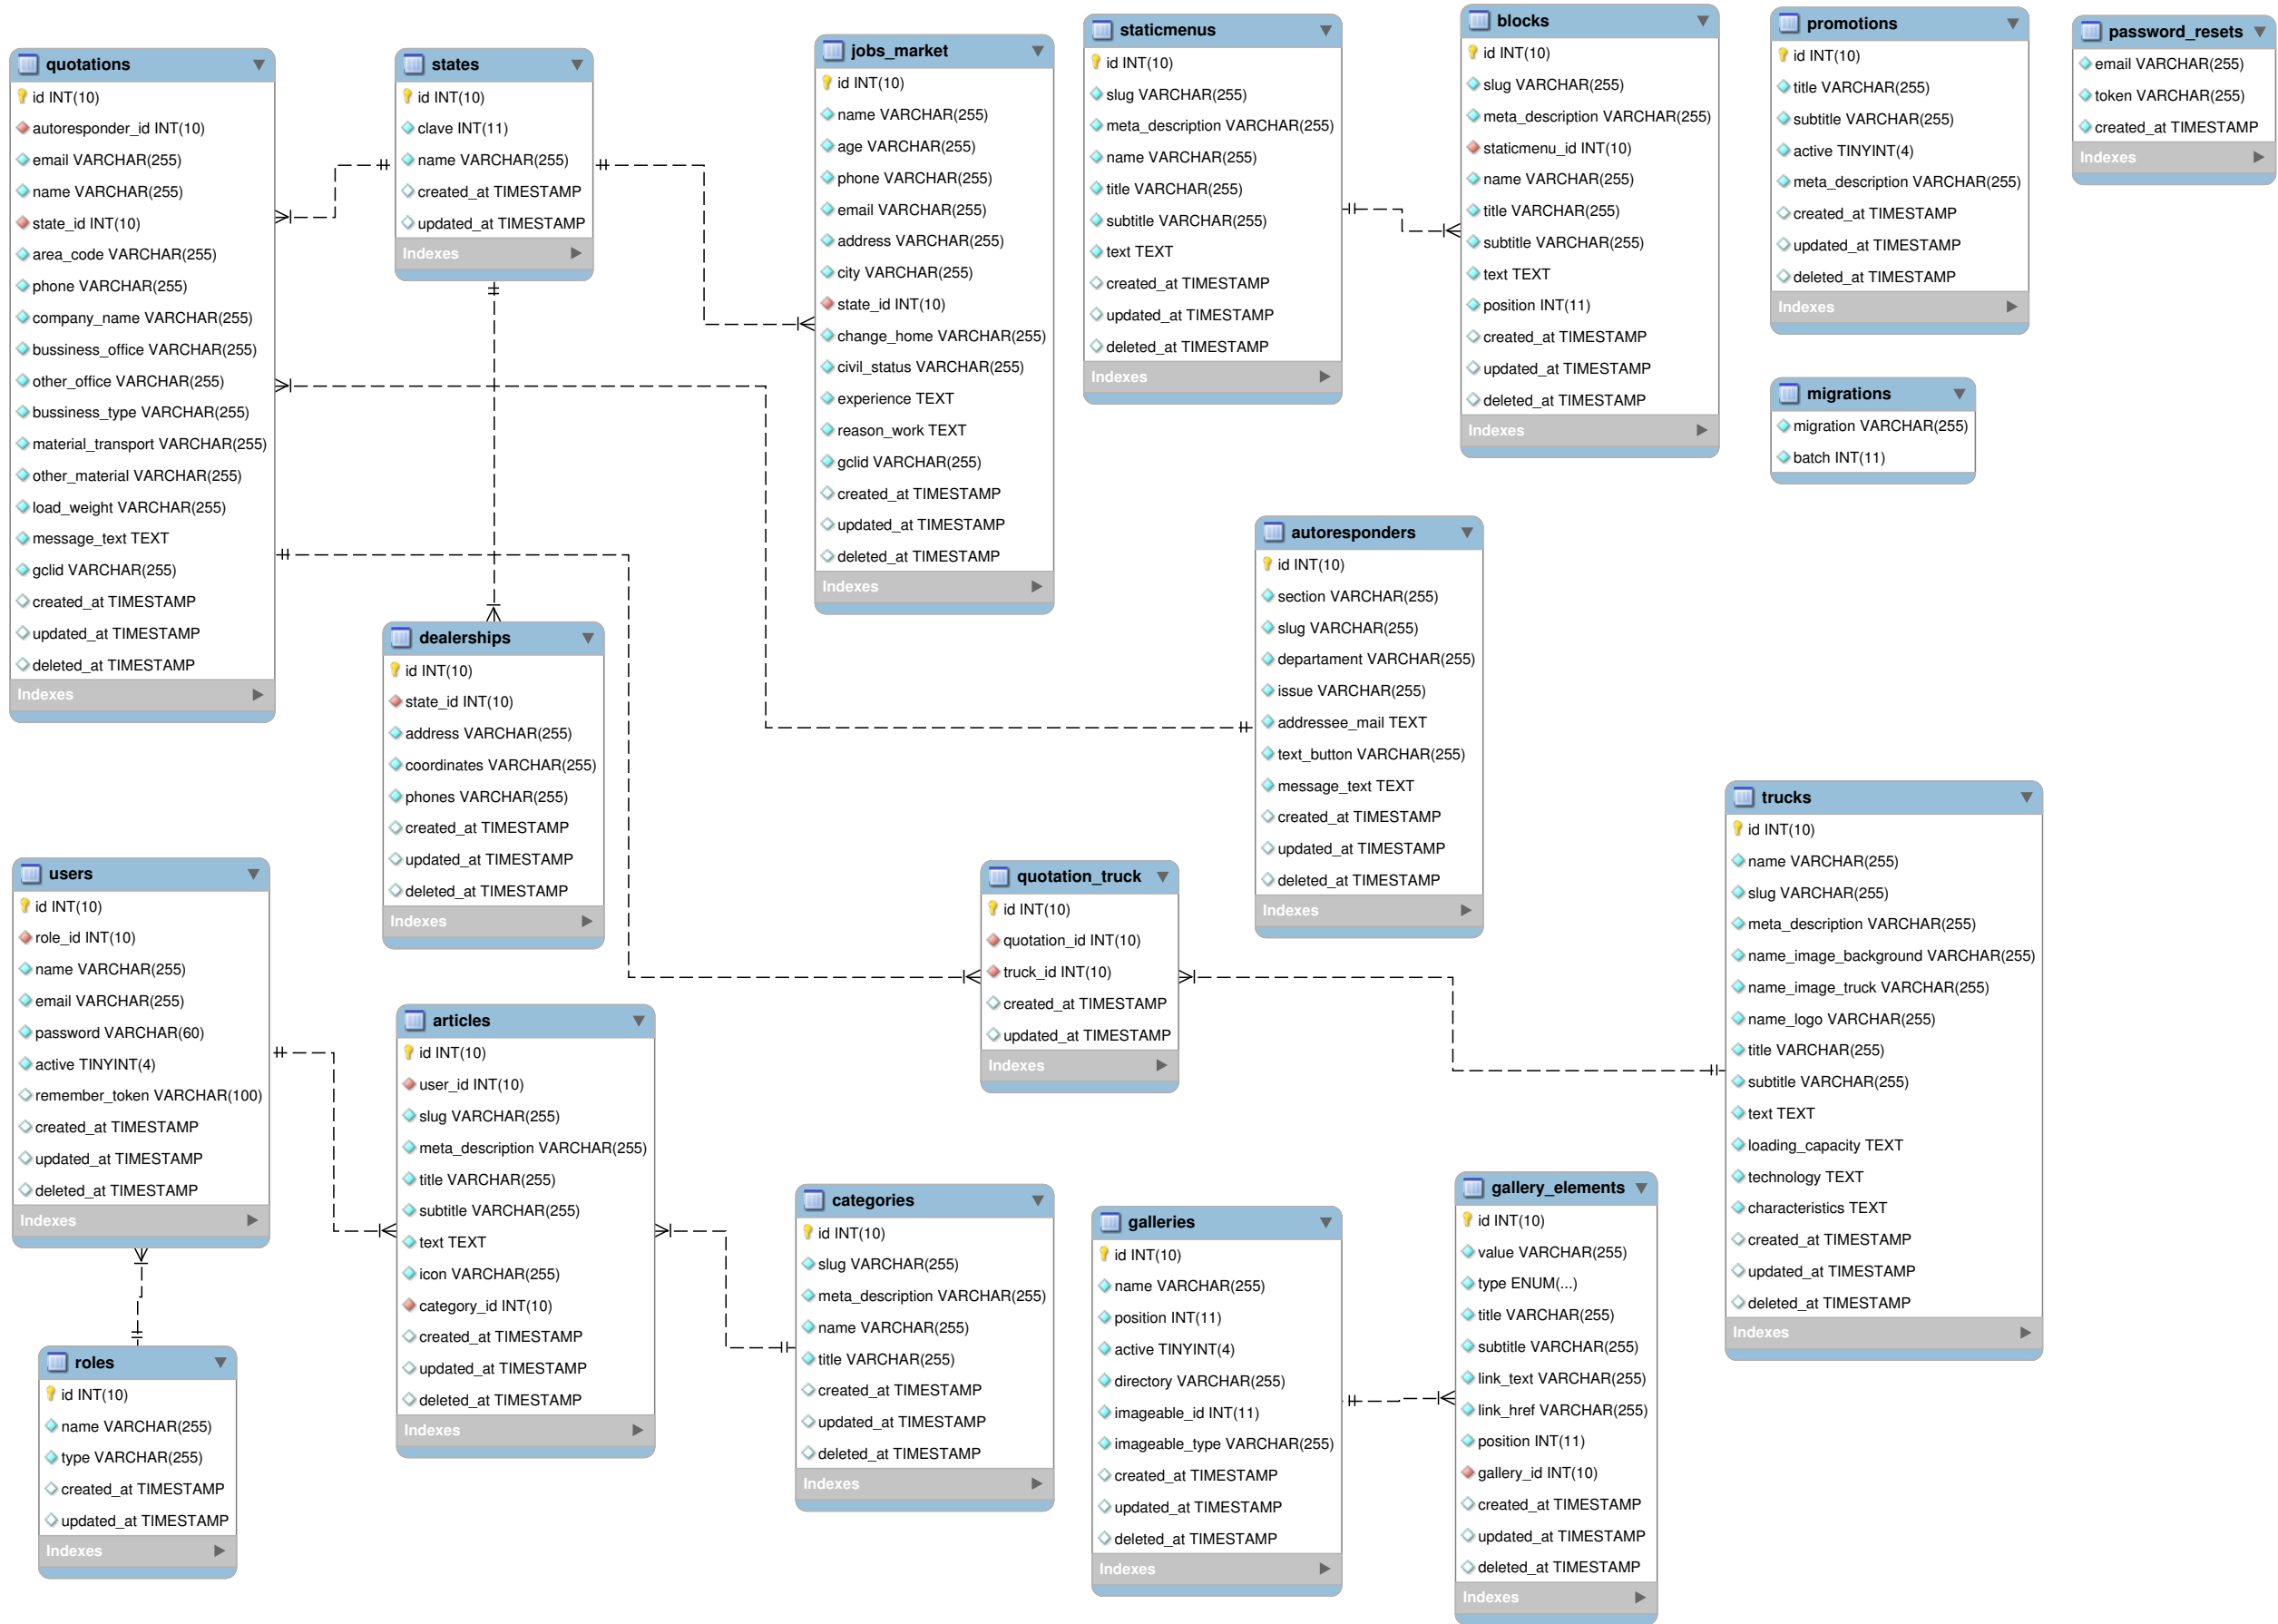 quotations
id INT(10)
autoresponder_id INT(10)
email VARCHAR(255)
name VARCHAR(255)
state_id INT(10)
area_code VARCHAR(255)
phone VARCHAR(255)
company_name VARCHAR(255)
bussiness_office VARCHAR(255)
other_office VARCHAR(255)
bussiness_type VARCHAR(255)
material_transport VARCHAR(255)
other_material VARCHAR(255)
load_weight VARCHAR(255)
message_text TEXT
gclid VARCHAR(255)
created_at TIMESTAMP
updated_at TIMESTAMP
deleted_at TIMESTAMP
Indexes
states
id INT(10)
clave INT(11)
name VARCHAR(255)
created_at TIMESTAMP
updated_at TIMESTAMP
Indexes
jobs_market
id INT(10)
name VARCHAR(255)
age VARCHAR(255)
phone VARCHAR(255)
email VARCHAR(255)
address VARCHAR(255)
city VARCHAR(255)
state_id INT(10)
change_home VARCHAR(255)
civil_status VARCHAR(255)
experience TEXT
reason_work TEXT
gclid VARCHAR(255)
created_at TIMESTAMP
updated_at TIMESTAMP
deleted_at TIMESTAMP
Indexes
staticmenus
id INT(10)
slug VARCHAR(255)
meta_description VARCHAR(255)
name VARCHAR(255)
title VARCHAR(255)
subtitle VARCHAR(255)
text TEXT
created_at TIMESTAMP
updated_at TIMESTAMP
deleted_at TIMESTAMP
Indexes
blocks
id INT(10)
slug VARCHAR(255)
meta_description VARCHAR(255)
staticmenu_id INT(10)
name VARCHAR(255)
title VARCHAR(255)
subtitle VARCHAR(255)
text TEXT
position INT(11)
created_at TIMESTAMP
updated_at TIMESTAMP
deleted_at TIMESTAMP
Indexes
promotions
id INT(10)
title VARCHAR(255)
subtitle VARCHAR(255)
active TINYINT(4)
meta_description VARCHAR(255)
created_at TIMESTAMP
updated_at TIMESTAMP
deleted_at TIMESTAMP
Indexes
password_resets
email VARCHAR(255)
token VARCHAR(255)
created_at TIMESTAMP
Indexes
migrations
migration VARCHAR(255)
batch INT(11)
dealerships
id INT(10)
state_id INT(10)
address VARCHAR(255)
coordinates VARCHAR(255)
phones VARCHAR(255)
created_at TIMESTAMP
updated_at TIMESTAMP
deleted_at TIMESTAMP
Indexes
autoresponders
id INT(10)
section VARCHAR(255)
slug VARCHAR(255)
departament VARCHAR(255)
issue VARCHAR(255)
addressee_mail TEXT
text_button VARCHAR(255)
message_text TEXT
created_at TIMESTAMP
updated_at TIMESTAMP
deleted_at TIMESTAMP
Indexes
trucks
id INT(10)
name VARCHAR(255)
slug VARCHAR(255)
meta_description VARCHAR(255)
name_image_background VARCHAR(255)
name_image_truck VARCHAR(255)
name_logo VARCHAR(255)
title VARCHAR(255)
subtitle VARCHAR(255)
text TEXT
loading_capacity TEXT
technology TEXT
characteristics TEXT
created_at TIMESTAMP
updated_at TIMESTAMP
deleted_at TIMESTAMP
Indexes
users
id INT(10)
role_id INT(10)
name VARCHAR(255)
email VARCHAR(255)
password VARCHAR(60)
active TINYINT(4)
remember_token VARCHAR(100)
created_at TIMESTAMP
updated_at TIMESTAMP
deleted_at TIMESTAMP
Indexes
quotation_truck
id INT(10)
quotation_id INT(10)
truck_id INT(10)
created_at TIMESTAMP
updated_at TIMESTAMP
Indexes
articles
id INT(10)
user_id INT(10)
slug VARCHAR(255)
meta_description VARCHAR(255)
title VARCHAR(255)
subtitle VARCHAR(255)
text TEXT
icon VARCHAR(255)
category_id INT(10)
created_at TIMESTAMP
updated_at TIMESTAMP
deleted_at TIMESTAMP
Indexes
categories
id INT(10)
slug VARCHAR(255)
meta_description VARCHAR(255)
name VARCHAR(255)
title VARCHAR(255)
created_at TIMESTAMP
updated_at TIMESTAMP
deleted_at TIMESTAMP
Indexes
galleries
id INT(10)
name VARCHAR(255)
position INT(11)
active TINYINT(4)
directory VARCHAR(255)
imageable_id INT(11)
imageable_type VARCHAR(255)
created_at TIMESTAMP
updated_at TIMESTAMP
deleted_at TIMESTAMP
Indexes
gallery_elements
id INT(10)
value VARCHAR(255)
type ENUM(...)
title VARCHAR(255)
subtitle VARCHAR(255)
link_text VARCHAR(255)
link_href VARCHAR(255)
position INT(11)
gallery_id INT(10)
created_at TIMESTAMP
updated_at TIMESTAMP
deleted_at TIMESTAMP
Indexes
roles
id INT(10)
name VARCHAR(255)
type VARCHAR(255)
created_at TIMESTAMP
updated_at TIMESTAMP
Indexes